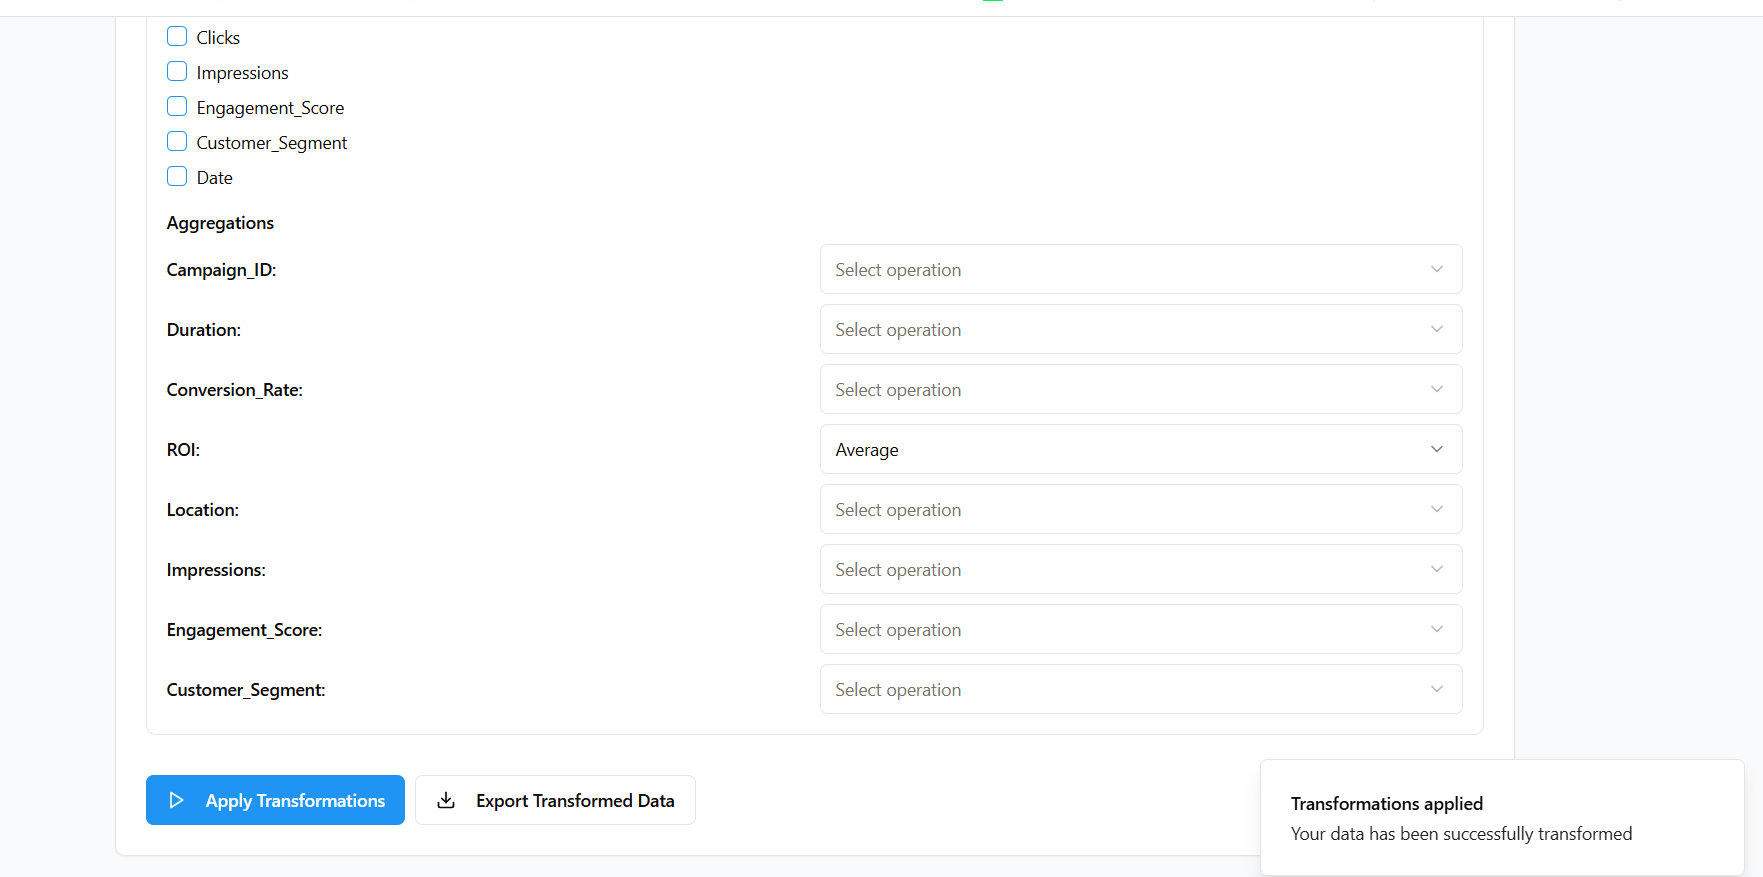 Clicks
Impressions
Engagement_Score
Customer_Segment
Date
Aggregations
Campaign_ID: Select operation
Duration: Select operation
Conversion_Rate: Select operation
ROI: Average
Location: Select operation
Impressions: Select operation
Engagement_Score: Select operation
Customer_Segment: Select operation
Apply Transformations Export Transformed Data
Transformations applied
Your data has been successfully transformed